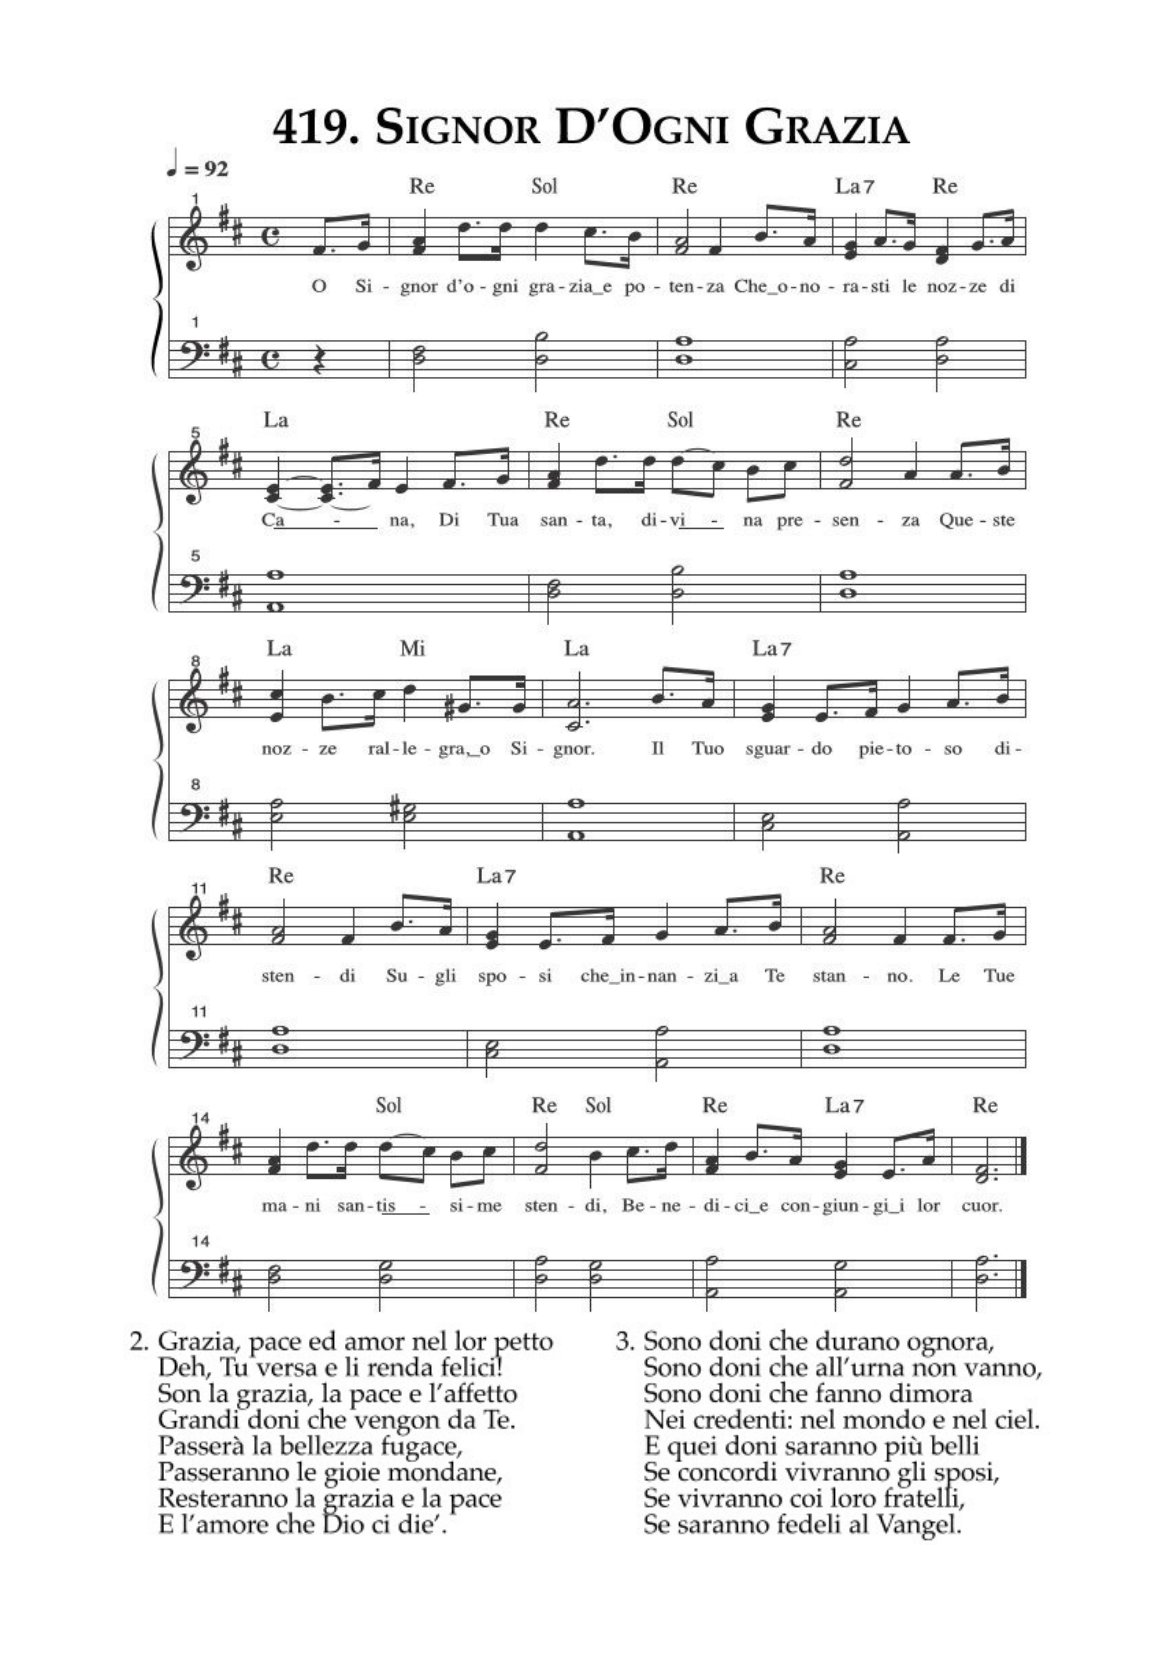 419. Signor D'Ogni Grazia
♩ = 92
Re Sol Re La7 Re
1
O Si - gnor d'o - gni gra - zia_e po - ten - za Che_o - no - ra - sti le noz - ze di
1
La Re Sol Re
5
Ca - na, Di Tua san - ta, di - vi - na pre - sen - za Que - ste
5
La Mi La La7
8
noz - ze ral - le - gra,_o Si - gnor. Il Tuo sguar - do pie - to - so di -
8
Re La7 Re
11
sten - di Su - gli spo - si che_in - nan - zi_a Te stan - no. Le Tue
11
Sol Re Sol Re La7 Re
14
ma - ni san - tis - si - me sten - di, Be - ne - di - ci_e con - giun - gi_i lor cuor.
14
2. Grazia, pace ed amor nel lor petto
Deh, Tu versa e li renda felici!
Son la grazia, la pace e l'affetto
Grandi doni che vengon da Te.
Passerà la bellezza fugace,
Passeranno le gioie mondane,
Resteranno la grazia e la pace
E l'amore che Dio ci die'.
3. Sono doni che durano ognora,
Sono doni che all'urna non vanno,
Sono doni che fanno dimora
Nei credenti: nel mondo e nel ciel.
E quei doni saranno più belli
Se concordi vivranno gli sposi,
Se vivranno coi loro fratelli,
Se saranno fedeli al Vangel.